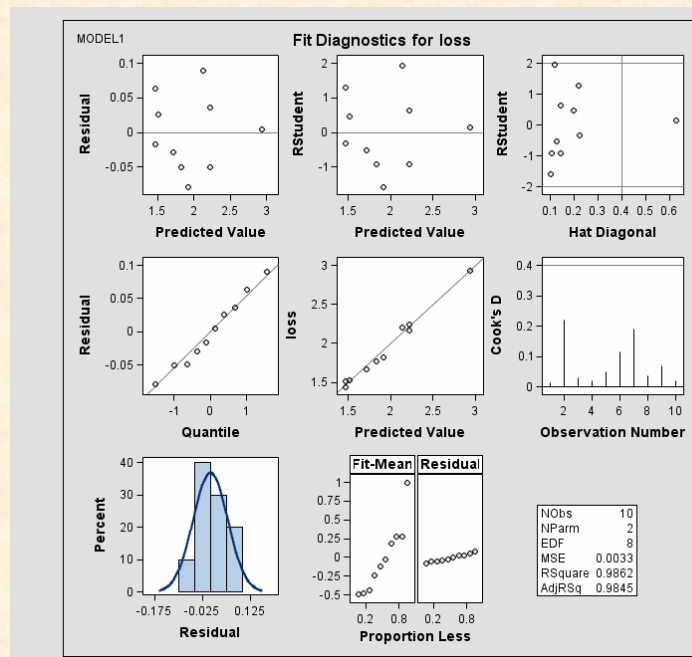 MODEL1
Fit Diagnostics for loss
Residual
0.1
0.05
0
-0.05
1.5 2 2.5 3
Predicted Value
RStudent
2
1
0
-1
1.5 2 2.5 3
Predicted Value
RStudent
2
1
0
-1
-2
0.1 0.2 0.3 0.4 0.5 0.6
Hat Diagonal
Residual
0.1
0.05
0
-0.05
-1 0 1
Quantile
loss
3
2.5
2
1.5
1.5 2 2.5 3
Predicted Value
Cook's D
0.4
0.3
0.2
0.1
0
2 4 6 8 10
Observation Number
Percent
40
30
20
10
0
-0.175 -0.025 0.125
Residual
Fit-Mean Residual
1
0.75
0.5
0.25
0
-0.25
-0.5
0.2 0.8 0.2 0.8
Proportion Less
NObs 10
NParm 2
EDF 8
MSE 0.0033
RSquare 0.9862
AdjRSq 0.9845